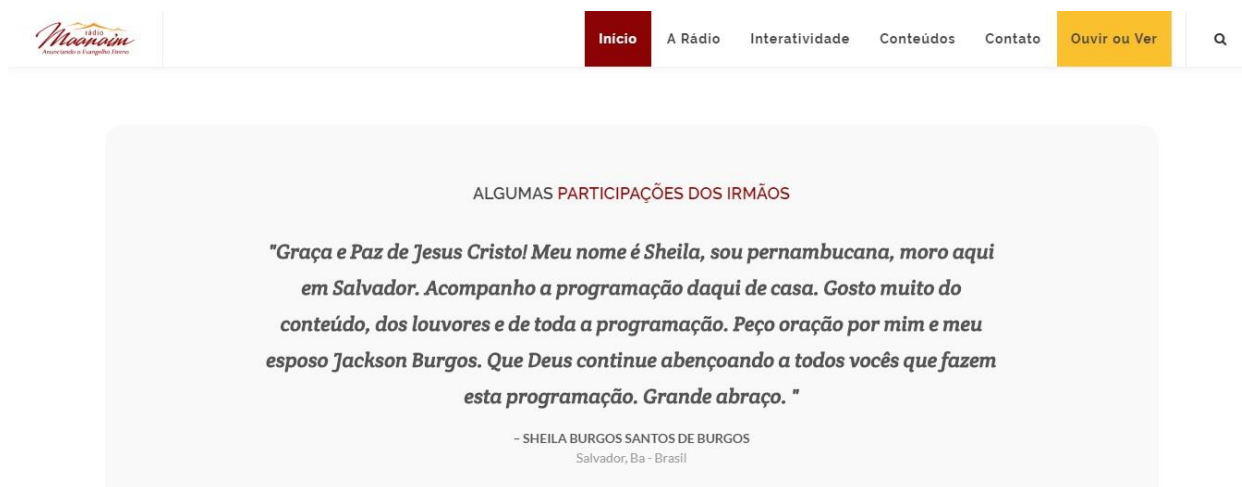 rádio
Maanaim
Anunciando o Evangelho Eterno
Início
A Rádio
Interatividade
Conteúdos
Contato
Ouvir ou Ver
ALGUMAS PARTICIPAÇÕES DOS IRMÃOS
"Graça e Paz de Jesus Cristo! Meu nome é Sheila, sou pernambucana, moro aqui
em Salvador. Acompanho a programação daqui de casa. Gosto muito do
conteúdo, dos louvores e de toda a programação. Peço oração por mim e meu
esposo Jackson Burgos. Que Deus continue abençoando a todos vocês que fazem
esta programação. Grande abraço. "
– SHEILA BURGOS SANTOS DE BURGOS
Salvador, Ba - Brasil